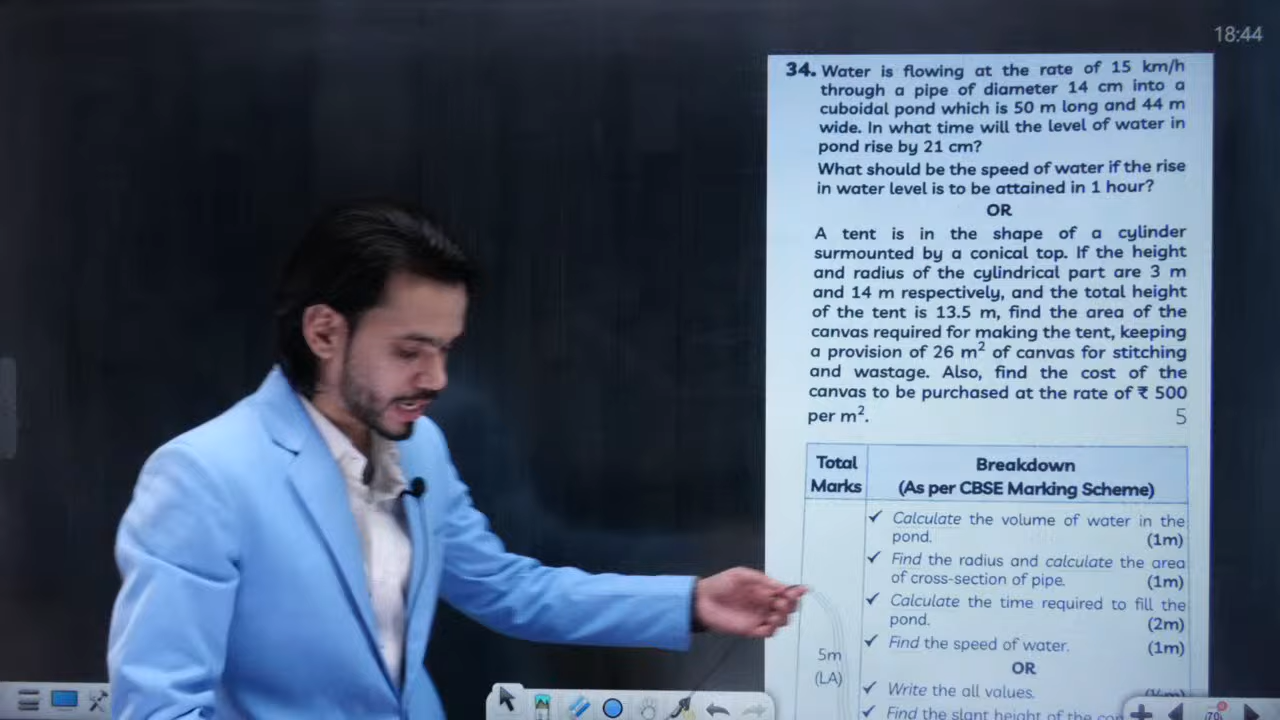 18:44
34. Water is flowing at the rate of 15 km/h
through a pipe of diameter 14 cm into a
cuboidal pond which is 50 m long and 44 m
wide. In what time will the level of water in
pond rise by 21 cm?
What should be the speed of water if the rise
in water level is to be attained in 1 hour?
OR
A tent is in the shape of a cylinder
surmounted by a conical top. If the height
and radius of the cylindrical part are 3 m
and 14 m respectively, and the total height
of the tent is 13.5 m, find the area of the
canvas required for making the tent, keeping
a provision of 26 m² of canvas for stitching
and wastage. Also, find the cost of the
canvas to be purchased at the rate of ₹ 500
per m². 5
Total Marks
Breakdown
(As per CBSE Marking Scheme)
5m
(LA)
✓ Calculate the volume of water in the
pond. (1m)
✓ Find the radius and calculate the area
of cross-section of pipe. (1m)
✓ Calculate the time required to fill the
pond. (2m)
✓ Find the speed of water. (1m)
OR
✓ Write the all values.
✓ Find the slant height of the